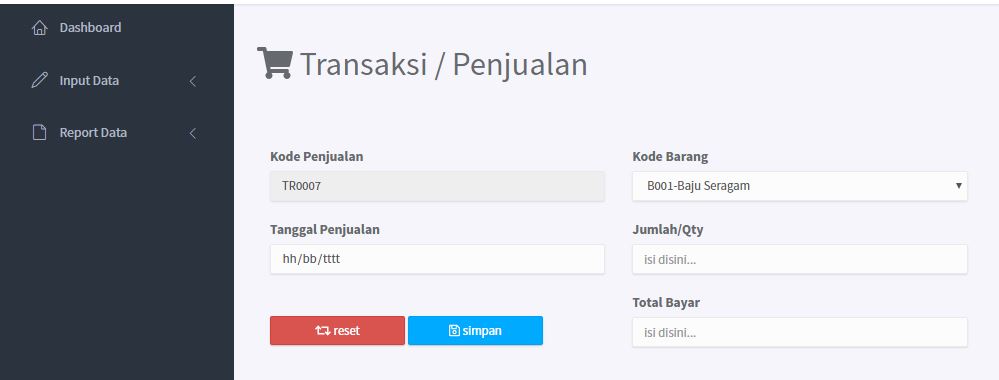 Dashboard
Input Data
Report Data
Transaksi / Penjualan
Kode Penjualan
TR0007
Tanggal Penjualan
hh/bb/tttt
reset
simpan
Kode Barang
B001-Baju Seragam
Jumlah/Qty
isi disini...
Total Bayar
isi disini...